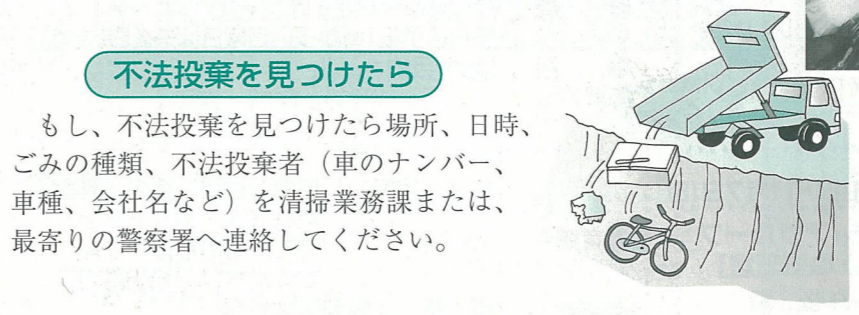 不法投棄を見つけたら
もし、不法投棄を見つけたら場所、日時、
ごみの種類、不法投棄者（車のナンバー、
車種、会社名など）を清掃業務課または、
最寄りの警察署へ連絡してください。